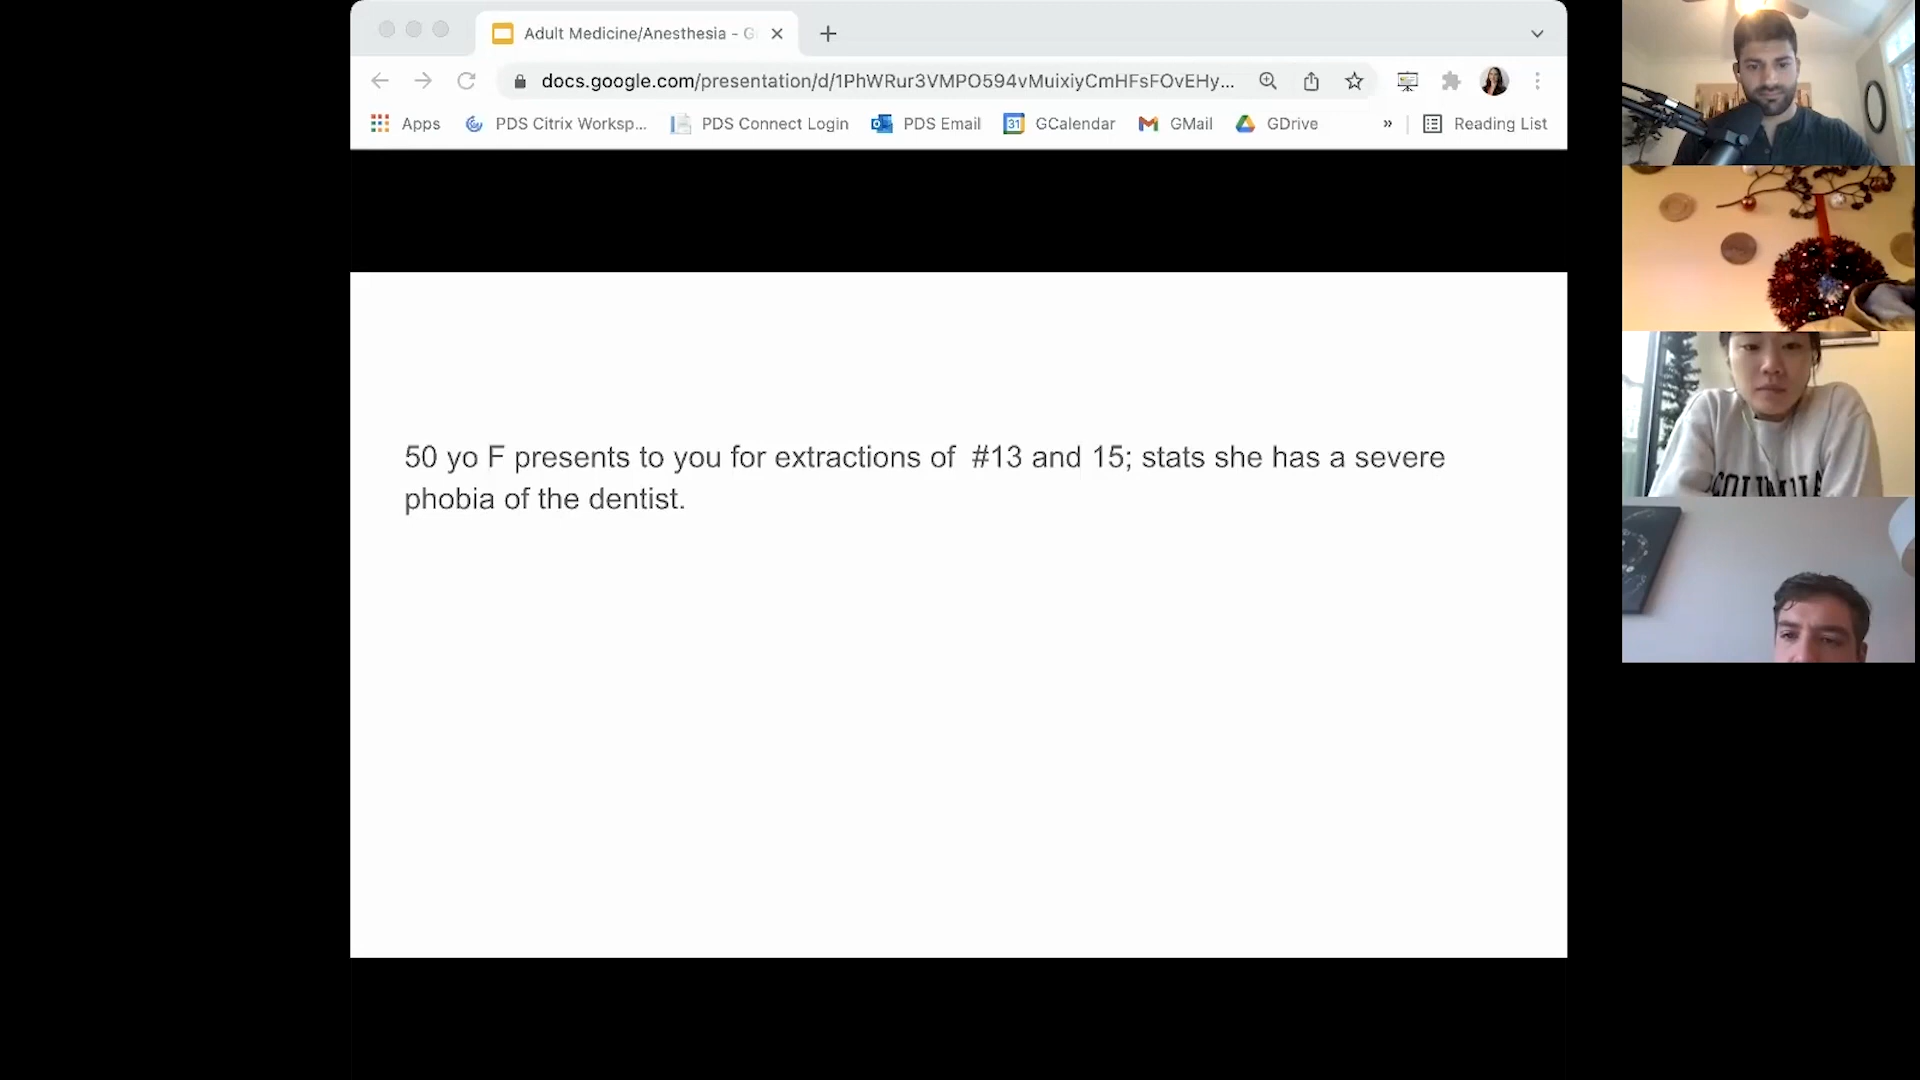 Adult Medicine/Anesthesia - G
docs.google.com/presentation/d/1PhWRur3VMPO594vMuixiyCmHFsFOvEHy...
Apps PDS Citrix Worksp... PDS Connect Login PDS Email 31 GCalendar GMail GDrive » Reading List
50 yo F presents to you for extractions of #13 and 15; stats she has a severe
phobia of the dentist.
COLUMBIA